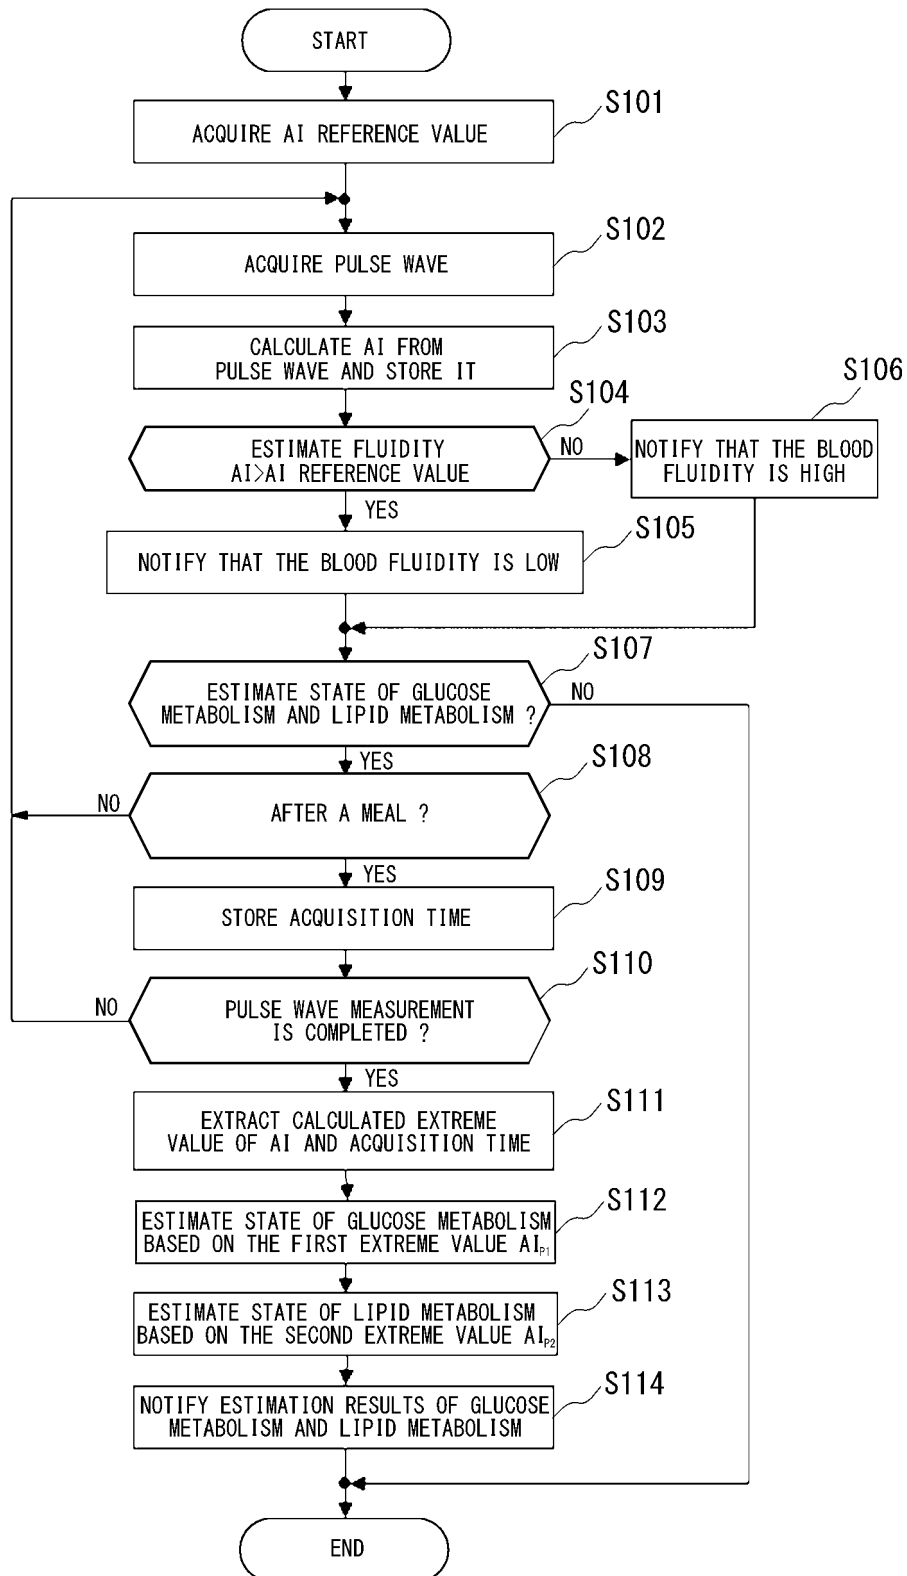 START
S101
ACQUIRE AI REFERENCE VALUE
S102
ACQUIRE PULSE WAVE
S103
CALCULATE AI FROM
PULSE WAVE AND STORE IT
S104
ESTIMATE FLUIDITY
AI>AI REFERENCE VALUE
NO
S106
NOTIFY THAT THE BLOOD
FLUIDITY IS HIGH
YES
S105
NOTIFY THAT THE BLOOD FLUIDITY IS LOW
S107
ESTIMATE STATE OF GLUCOSE
METABOLISM AND LIPID METABOLISM ?
NO
YES
S108
AFTER A MEAL ?
NO
YES
S109
STORE ACQUISITION TIME
S110
PULSE WAVE MEASUREMENT
IS COMPLETED ?
NO
YES
S111
EXTRACT CALCULATED EXTREME
VALUE OF AI AND ACQUISITION TIME
S112
ESTIMATE STATE OF GLUCOSE METABOLISM
BASED ON THE FIRST EXTREME VALUE AIP1
S113
ESTIMATE STATE OF LIPID METABOLISM
BASED ON THE SECOND EXTREME VALUE AIP2
S114
NOTIFY ESTIMATION RESULTS OF GLUCOSE
METABOLISM AND LIPID METABOLISM
END